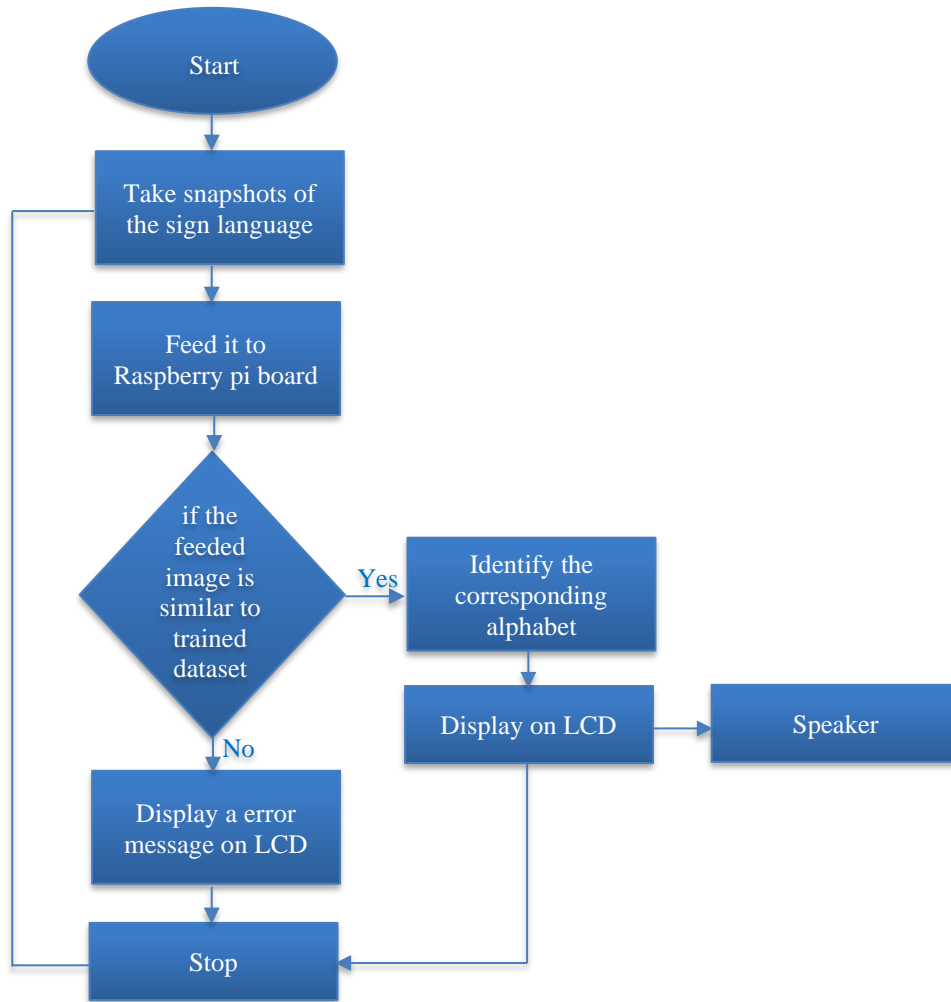 Start
Take snapshots of
the sign language
Feed it to
Raspberry pi board
if the
feeded
image is
similar to
trained
dataset
Yes
Identify the
corresponding
alphabet
Display on LCD
Speaker
No
Display a error
message on LCD
Stop